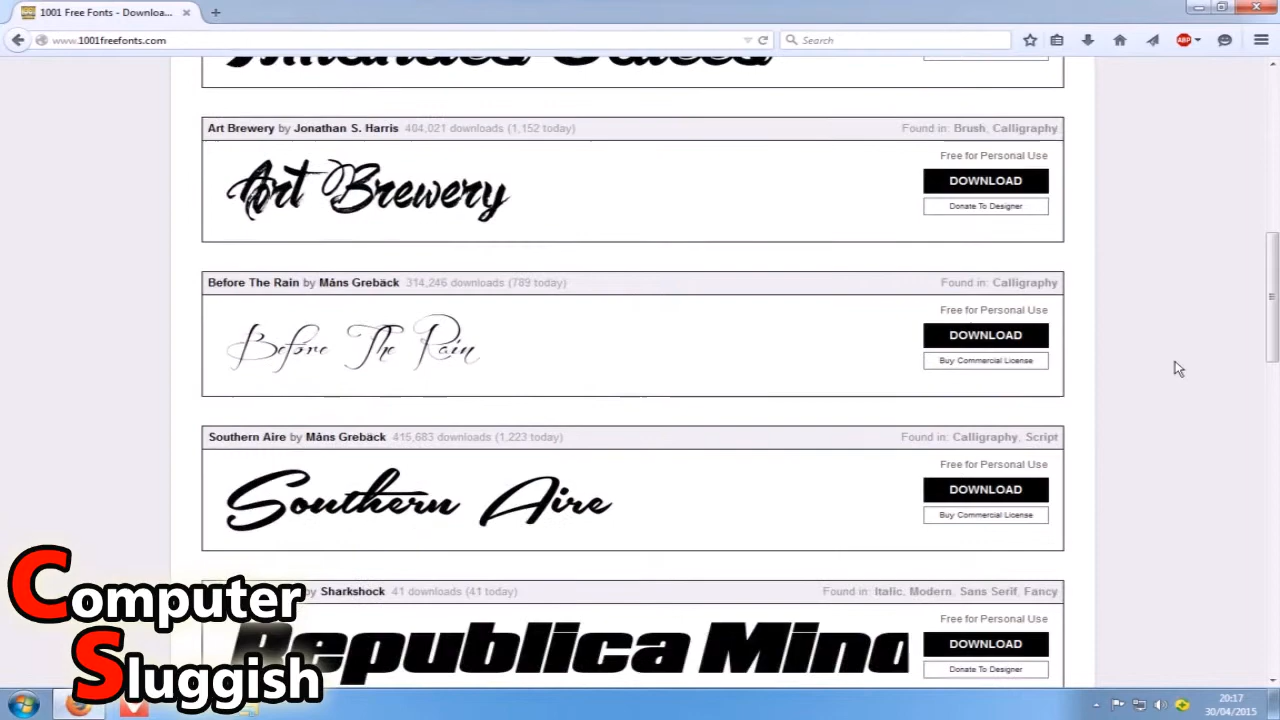 1001 Free Fonts - Downloa...
www.1001freefonts.com
Search
ABP
Art Brewery by Jonathan S. Harris 404,021 downloads (1,152 today)
Found in: Brush, Calligraphy
Art Brewery
Free for Personal Use
DOWNLOAD
Donate To Designer
Before The Rain by Måns Grebäck 314,246 downloads (789 today)
Found in: Calligraphy
Before The Rain
Free for Personal Use
DOWNLOAD
Buy Commercial License
Southern Aire by Måns Grebäck 415,683 downloads (1,223 today)
Found in: Calligraphy, Script
Southern Aire
Free for Personal Use
DOWNLOAD
Buy Commercial License
by Sharkshock 41 downloads (41 today)
Found in: Italic, Modern, Sans Serif, Fancy
Republica Mino
Free for Personal Use
DOWNLOAD
Donate To Designer
Computer
Sluggish
20:17
30/04/2015